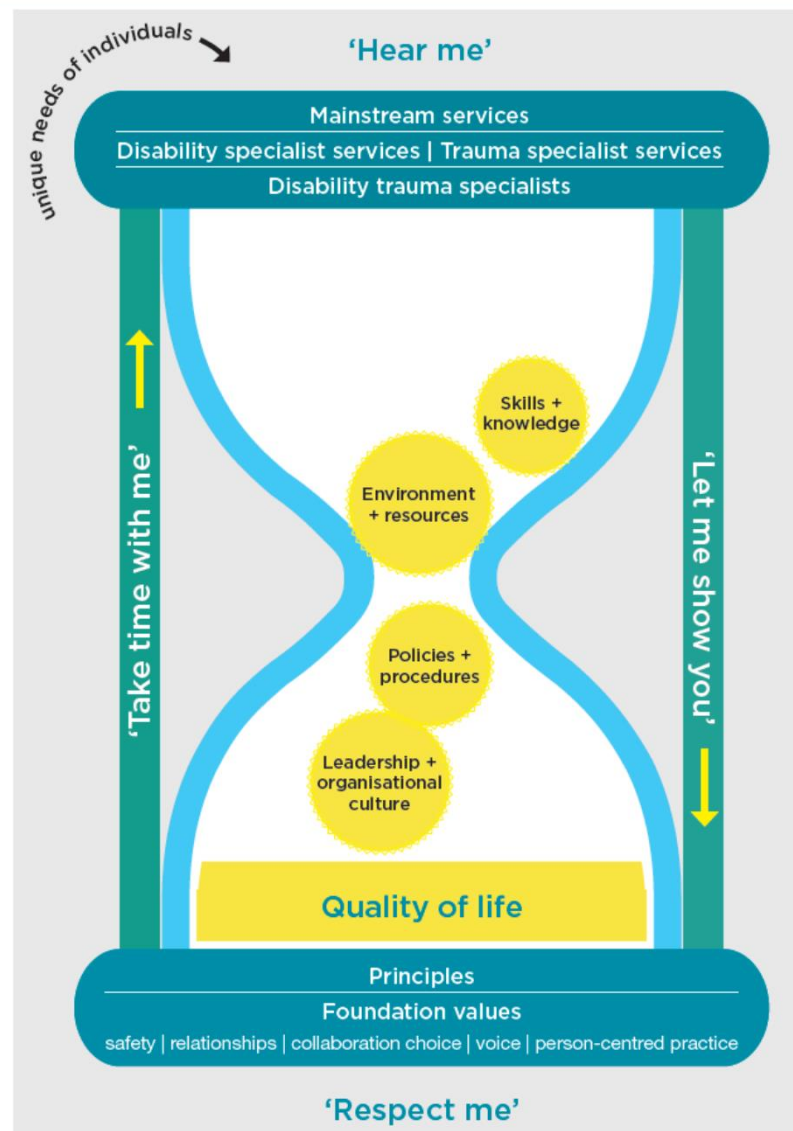 unique needs of individuals
‘Hear me’
Mainstream services
Disability specialist services | Trauma specialist services
Disability trauma specialists
‘Take time with me’
‘Let me show you’
Skills +
knowledge
Environment
+ resources
Policies +
procedures
Leadership +
organisational
culture
Quality of life
Principles
Foundation values
safety | relationships | collaboration choice | voice | person-centred practice
‘Respect me’